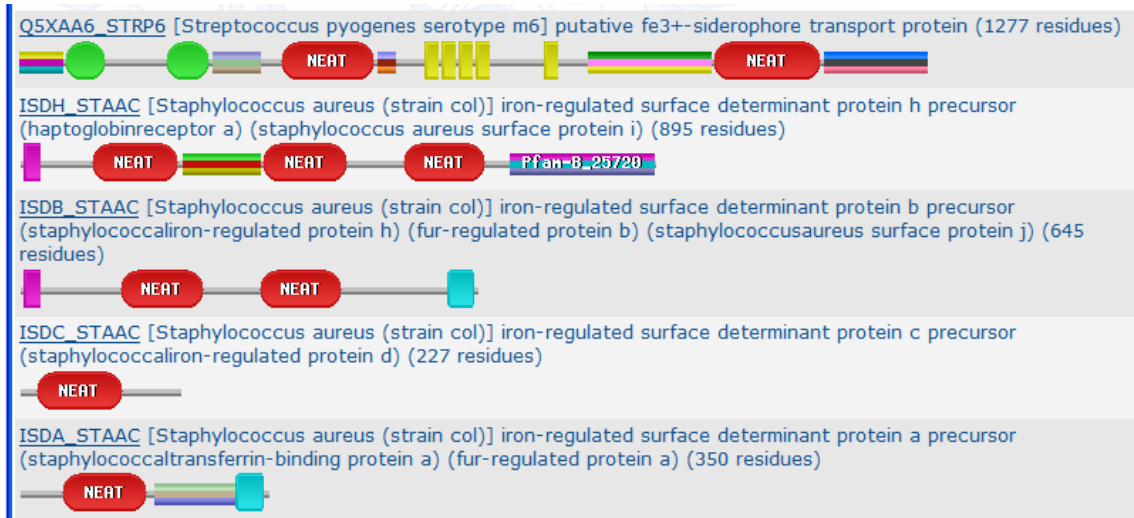 Q5XAA6_STRP6 [Streptococcus pyogenes serotype m6] putative fe3+-siderophore transport protein (1277 residues)
NEAT NEAT
ISDH_STAAC [Staphylococcus aureus (strain col)] iron-regulated surface determinant protein h precursor
(haptoglobinreceptor a) (staphylococcus aureus surface protein i) (895 residues)
NEAT NEAT NEAT Pfam-B_25720
ISDB_STAAC [Staphylococcus aureus (strain col)] iron-regulated surface determinant protein b precursor
(staphylococcaliron-regulated protein h) (fur-regulated protein b) (staphylococcusaureus surface protein j) (645
residues)
NEAT NEAT
ISDC_STAAC [Staphylococcus aureus (strain col)] iron-regulated surface determinant protein c precursor
(staphylococcaliron-regulated protein d) (227 residues)
NEAT
ISDA_STAAC [Staphylococcus aureus (strain col)] iron-regulated surface determinant protein a precursor
(staphylococcaltransferrin-binding protein a) (fur-regulated protein a) (350 residues)
NEAT